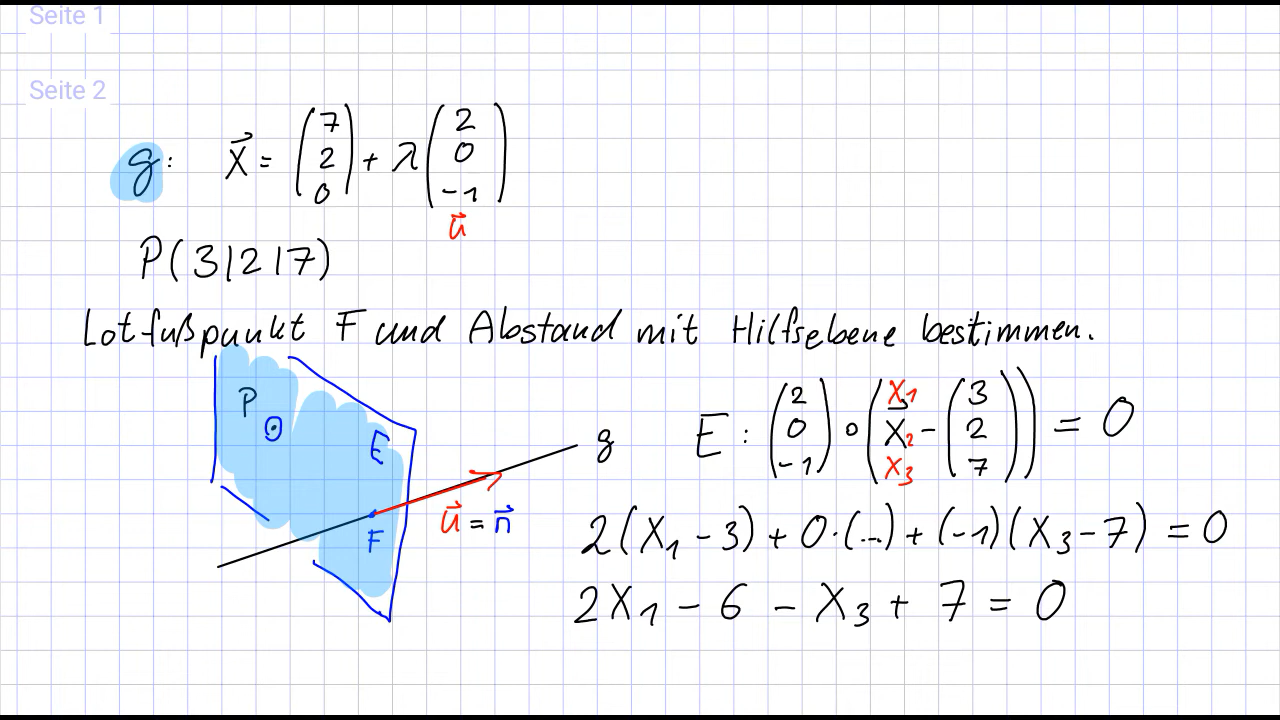 Seite 1
Seite 2
g: x⃗ = (7 2 0) + λ (2 0 -1)
u⃗
P(3|2|7)
Lotfußpunkt F und Abstand mit Hilfsebene bestimmen.
P
E
g
F
u⃗ = n⃗
E: (2 0 -1) ∘ ((x₁ x₂ x₃) - (3 2 7)) = 0
2(x₁ - 3) + 0·(...) + (-1)(x₃ - 7) = 0
2x₁ - 6 - x₃ + 7 = 0